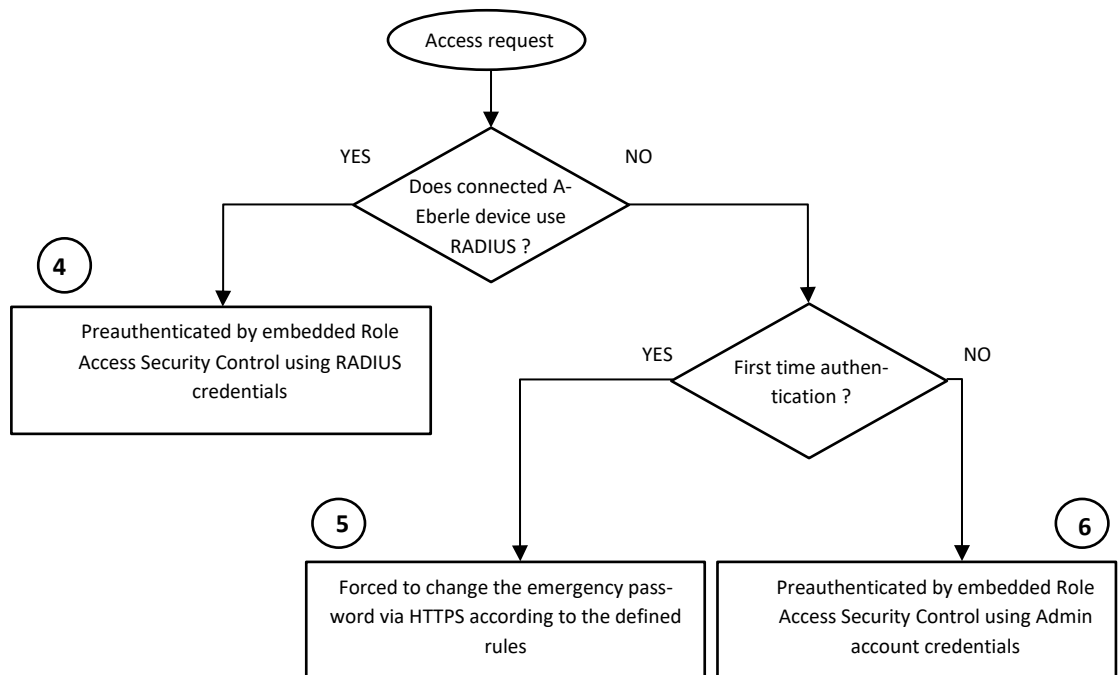 Access request
YES
NO
Does connected A-
Eberle device use
RADIUS ?
4
Preauthenticated by embedded Role
Access Security Control using RADIUS
credentials
YES
NO
First time authen-
tication ?
5
6
Forced to change the emergency pass-
word via HTTPS according to the defined
rules
Preauthenticated by embedded Role
Access Security Control using Admin
account credentials